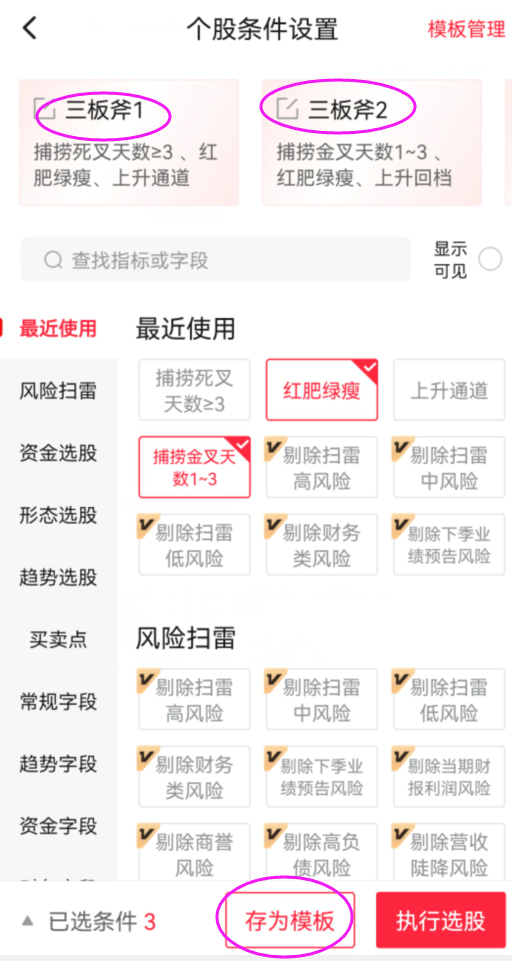 个股条件设置
模板管理
三板斧1
捕捞死叉天数≥3 、红
肥绿瘦、上升通道
三板斧2
捕捞金叉天数1~3 、
红肥绿瘦、上升回档
查找指标或字段
显示
可见
最近使用
风险扫雷
资金选股
形态选股
趋势选股
买卖点
常规字段
趋势字段
资金字段
最近使用
捕捞死叉
天数≥3
红肥绿瘦
上升通道
捕捞金叉天
数1~3
剔除扫雷
高风险
剔除扫雷
中风险
剔除扫雷
低风险
剔除财务
类风险
剔除下季业
绩预告风险
风险扫雷
剔除扫雷
高风险
剔除扫雷
中风险
剔除扫雷
低风险
剔除财务
类风险
剔除下季业
绩预告风险
剔除当期财
报利润风险
剔除商誉
风险
剔除高负
债风险
剔除营收
陡降风险
已选条件 3
存为模板
执行选股